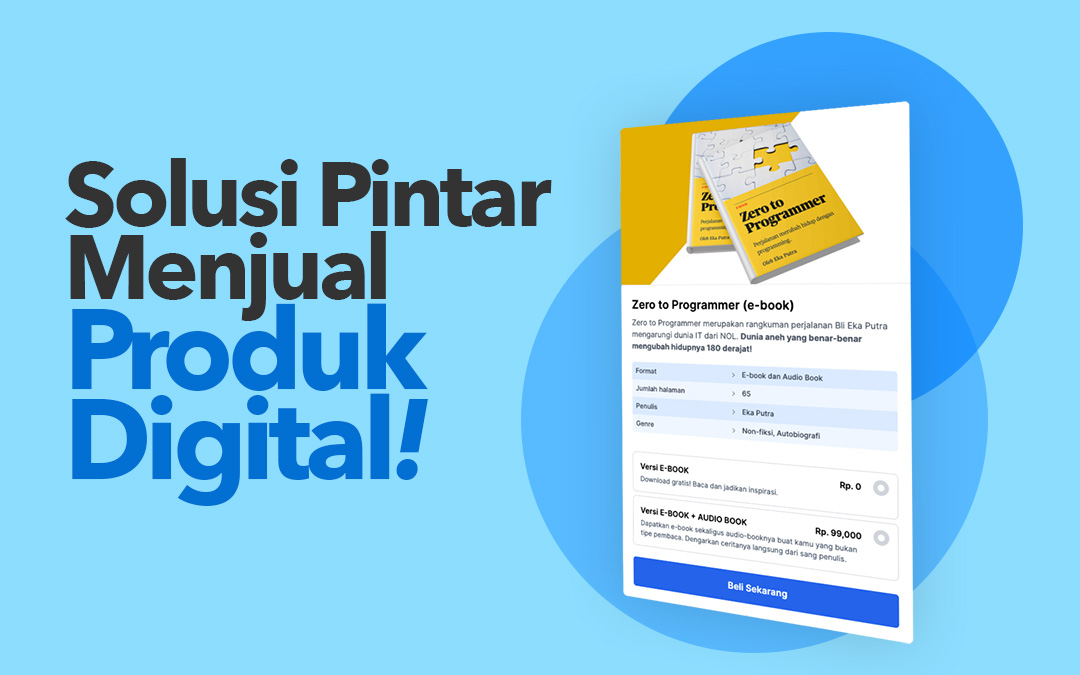 Solusi Pintar
Menjual
Produk
Digital!
Zero to
Programmer
Perjalanan merubah hidup dengan
programming.
Oleh Eka Putra
Oleh Eka Putra
Zero to Programmer (e-book)
Zero to Programmer merupakan rangkuman perjalanan Bli Eka Putra
mengarungi dunia IT dari NOL. Dunia aneh yang benar-benar
mengubah hidupnya 180 derajat!
Format > E-book dan Audio Book
Jumlah halaman > 65
Penulis > Eka Putra
Genre > Non-fiksi, Autobiografi
Versi E-BOOK
Download gratis! Baca dan jadikan inspirasi.
Rp. 0
Versi E-BOOK + AUDIO BOOK
Rp. 99,000
Dapatkan e-book sekaligus audio-booknya buat kamu yang bukan
tipe pembaca. Dengarkan ceritanya langsung dari sang penulis.
Beli Sekarang